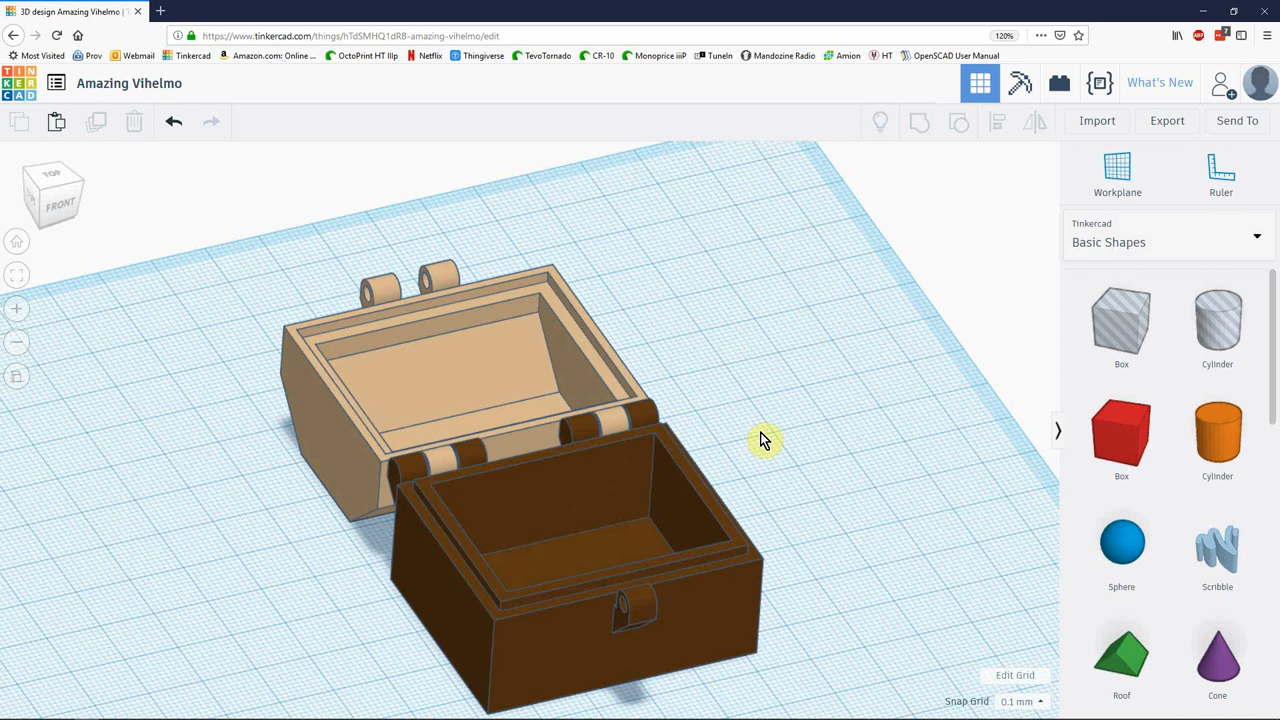 3D design Amazing Vihelmo | T
https://www.tinkercad.com/things/hTdSMHQ1dRB-amazing-vihelmo/edit
120%
7
Most Visited
Prov
Webmail
Tinkercad
Amazon.com: Online ...
OctoPrint HT IIIp
Netflix
Thingiverse
TevoTornado
CR-10
Monoprice iiiP
TuneIn
Mandozine Radio
Amion
HT
OpenSCAD User Manual
TIN
KER
CAD
Amazing Vihelmo
What's New
Import
Export
Send To
TOP
FRONT
Workplane
Ruler
Tinkercad
Basic Shapes
Box
Cylinder
Box
Cylinder
Sphere
Scribble
Roof
Cone
Edit Grid
Snap Grid
0.1 mm